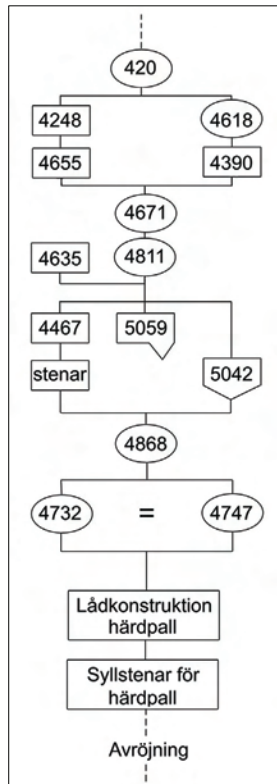 420
4248 4618
4655 4390
4671
4635 4811
4467 5059
stenar 5042
4868
4732 = 4747
Lådkonstruktion
härdpall
Syllstenar för
härdpall
Avröjning